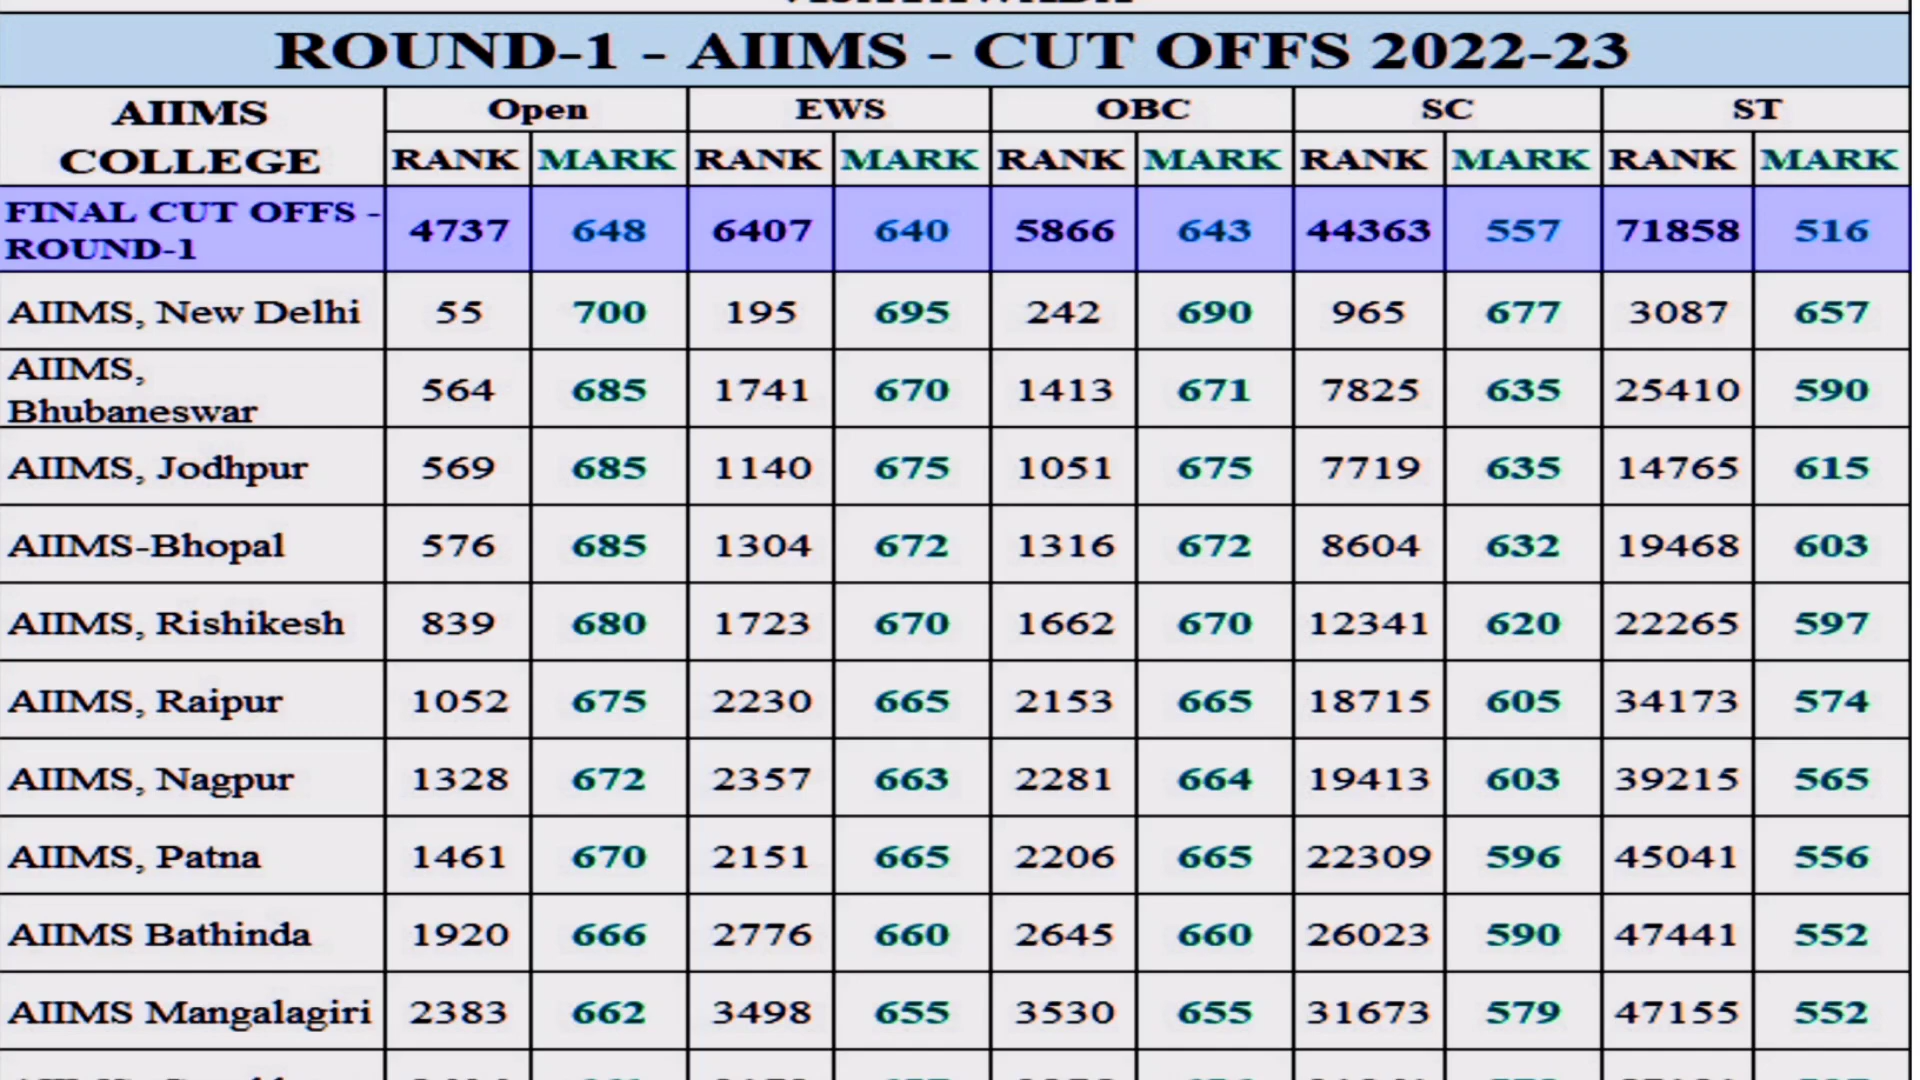 ROUND-1 - AIIMS - CUT OFFS 2022-23
AIIMS COLLEGE Open EWS OBC SC ST
RANK MARK RANK MARK RANK MARK RANK MARK RANK MARK
FINAL CUT OFFS - ROUND-1 4737 648 6407 640 5866 643 44363 557 71858 516
AIIMS, New Delhi 55 700 195 695 242 690 965 677 3087 657
AIIMS, Bhubaneswar 564 685 1741 670 1413 671 7825 635 25410 590
AIIMS, Jodhpur 569 685 1140 675 1051 675 7719 635 14765 615
AIIMS-Bhopal 576 685 1304 672 1316 672 8604 632 19468 603
AIIMS, Rishikesh 839 680 1723 670 1662 670 12341 620 22265 597
AIIMS, Raipur 1052 675 2230 665 2153 665 18715 605 34173 574
AIIMS, Nagpur 1328 672 2357 663 2281 664 19413 603 39215 565
AIIMS, Patna 1461 670 2151 665 2206 665 22309 596 45041 556
AIIMS Bathinda 1920 666 2776 660 2645 660 26023 590 47441 552
AIIMS Mangalagiri 2383 662 3498 655 3530 655 31673 579 47155 552